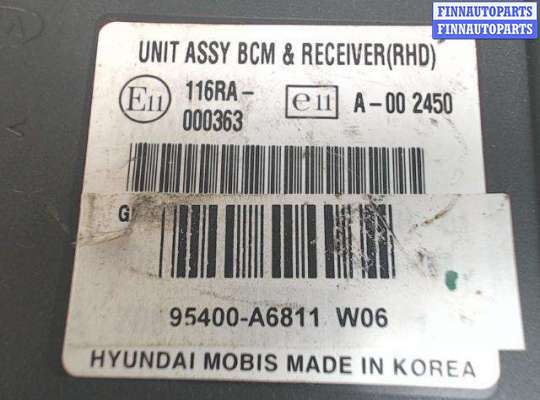 FINNAUTOPARTS
FINNAUTOPARTS
UNIT ASSY BCM & RECEIVER(RHD)
E11 116RA- e11 A-00 2450
000363
G
95400-A6811 W06
HYUNDAI MOBIS MADE IN KOREA